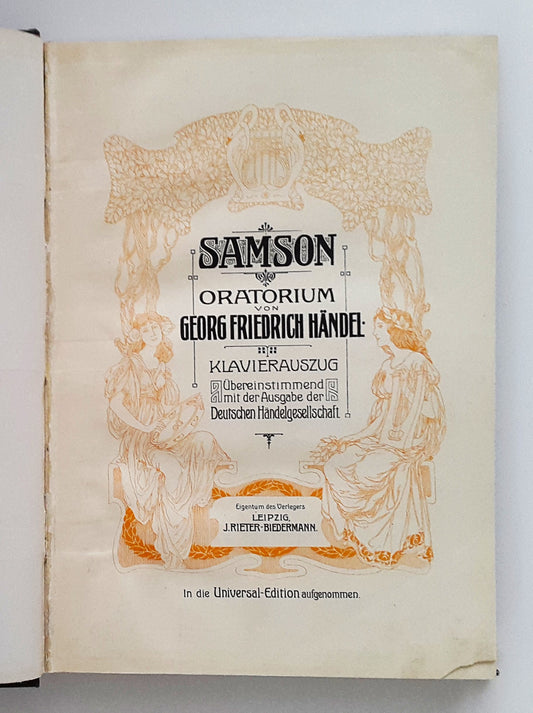 SAMSON
ORATORIUM
VON
GEORG FRIEDRICH HÄNDEL
KLAVIERAUSZUG
Übereinstimmend
mit der Ausgabe der
Deutschen Händelgesellschaft
Eigentum des Verlegers
LEIPZIG,
J. RIETER-BIEDERMANN.
In die Universal-Edition aufgenommen.